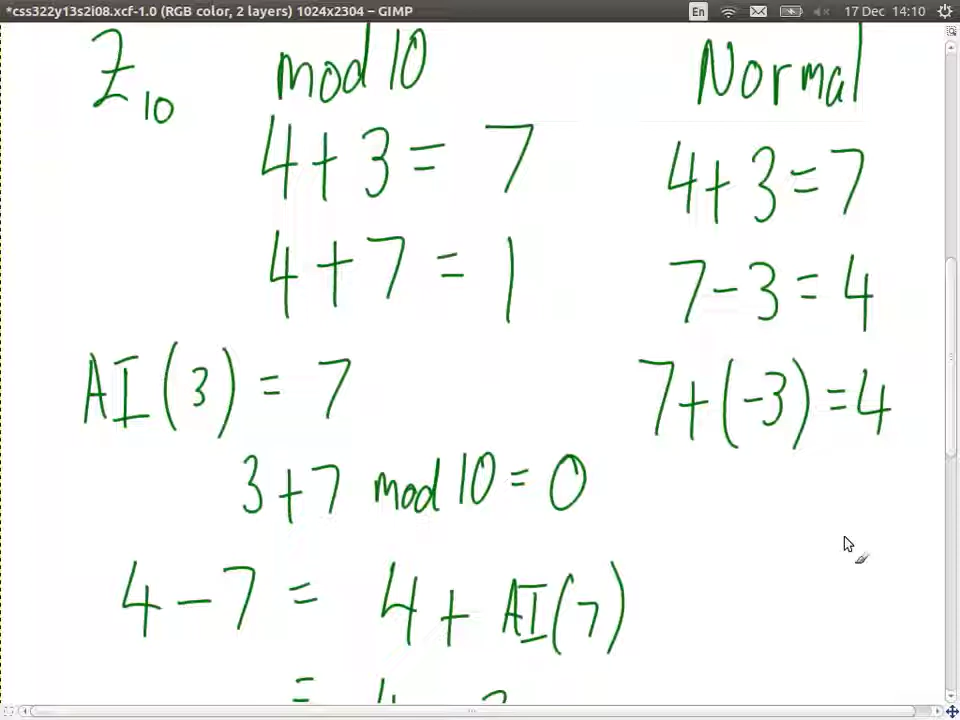 *css322y13s2i08.xcf-1.0 (RGB color, 2 layers) 1024x2304 – GIMP En 17 Dec 14:10
Z10 mod 10 Normal
4 + 3 = 7 4 + 3 = 7
4 + 7 = 1 7 - 3 = 4
AI(3) = 7 7 + (-3) = 4
3 + 7 mod 10 = 0
4 - 7 = 4 + AI(7)
=